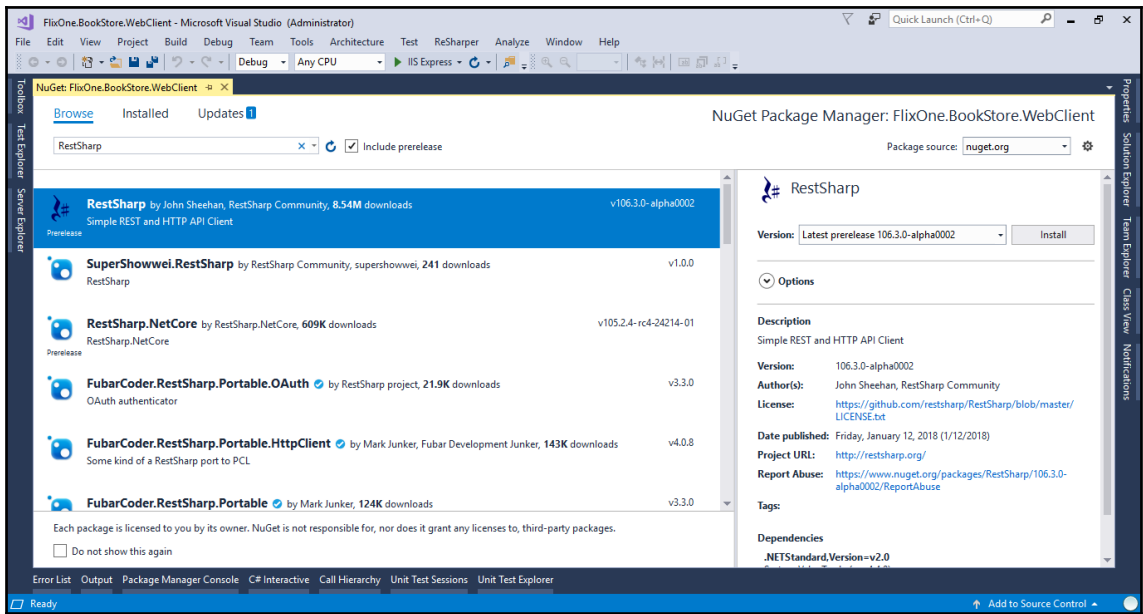 FlixOne.BookStore.WebClient - Microsoft Visual Studio (Administrator)
Quick Launch (Ctrl+Q)
File Edit View Project Build Debug Team Tools Architecture Test ReSharper Analyze Window Help
Debug Any CPU IIS Express
Toolbox
Test Explorer
Server Explorer
NuGet: FlixOne.BookStore.WebClient
Browse Installed Updates 1
NuGet Package Manager: FlixOne.BookStore.WebClient
RestSharp
Include prerelease
Package source: nuget.org
RestSharp by John Sheehan, RestSharp Community, 8.54M downloads v106.3.0-alpha0002
Simple REST and HTTP API Client
Prerelease
SuperShowwei.RestSharp by RestSharp Community, supershowwei, 241 downloads v1.0.0
RestSharp
RestSharp.NetCore by RestSharp.NetCore, 609K downloads v105.2.4-rc4-24214-01
RestSharp.NetCore
Prerelease
FubarCoder.RestSharp.Portable.OAuth by RestSharp project, 21.9K downloads v3.3.0
OAuth authenticator
FubarCoder.RestSharp.Portable.HttpClient by Mark Junker, Fubar Development Junker, 143K downloads v4.0.8
Some kind of a RestSharp port to PCL
FubarCoder.RestSharp.Portable by Mark Junker, 124K downloads v3.3.0
Each package is licensed to you by its owner. NuGet is not responsible for, nor does it grant any licenses to, third-party packages.
Do not show this again
RestSharp
Version: Latest prerelease 106.3.0-alpha0002 Install
Options
Description
Simple REST and HTTP API Client
Version: 106.3.0-alpha0002
Author(s): John Sheehan, RestSharp Community
License: https://github.com/restsharp/RestSharp/blob/master/
LICENSE.txt
Date published: Friday, January 12, 2018 (1/12/2018)
Project URL: http://restsharp.org/
Report Abuse: https://www.nuget.org/packages/RestSharp/106.3.0-
alpha0002/ReportAbuse
Tags:
Dependencies
.NETStandard,Version=v2.0
Properties
Solution Explorer
Team Explorer
Class View
Notifications
Error List Output Package Manager Console C# Interactive Call Hierarchy Unit Test Sessions Unit Test Explorer
Ready
Add to Source Control